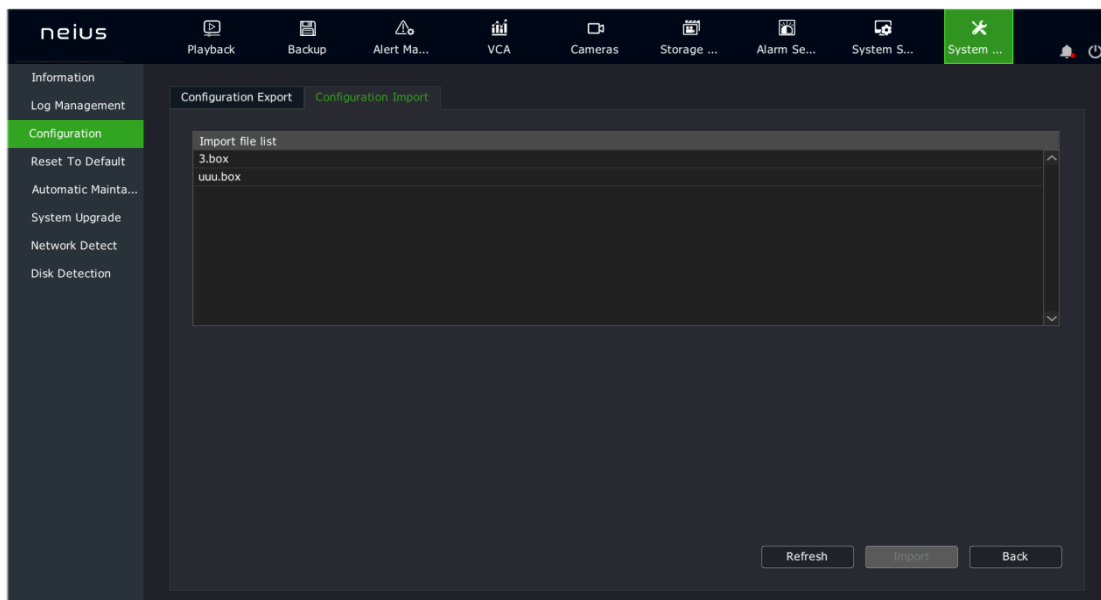 neius
Playback Backup Alert Ma... VCA Cameras Storage ... Alarm Se... System S... System ...
Information
Log Management
Configuration
Reset To Default
Automatic Mainta...
System Upgrade
Network Detect
Disk Detection
Configuration Export Configuration Import
Import file list
3.box
uuu.box
Refresh Import Back